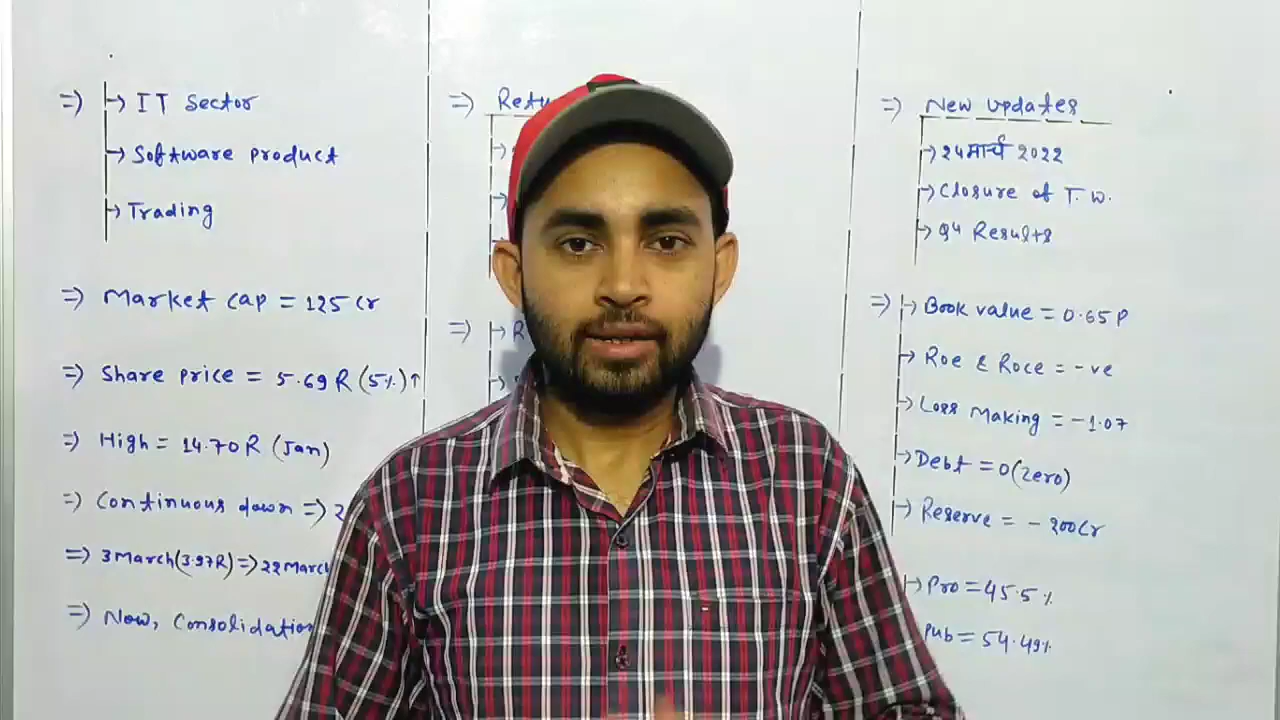 => → IT Sector
→ Software product
→ Trading
=> Market cap = 125 Cr
=> Share price = 5.69 R (5%)↑
=> High = 14.70 R (Jan)
=> Continuous down =>
=> 3 March (3.97R) => 22 March
=> Now, Consolidation
=>
=> →
=> New updates
→ 24 मार्च 2022
→ Closure of T. W.
→ Q4 Results
=> → Book value = 0.65 P
→ Roe & Roce = -ve
→ Loss Making = -1.07
→ Debt = 0 (Zero)
→ Reserve = - 200 Cr
→ Pro = 45.5 %
Pub = 54.49%